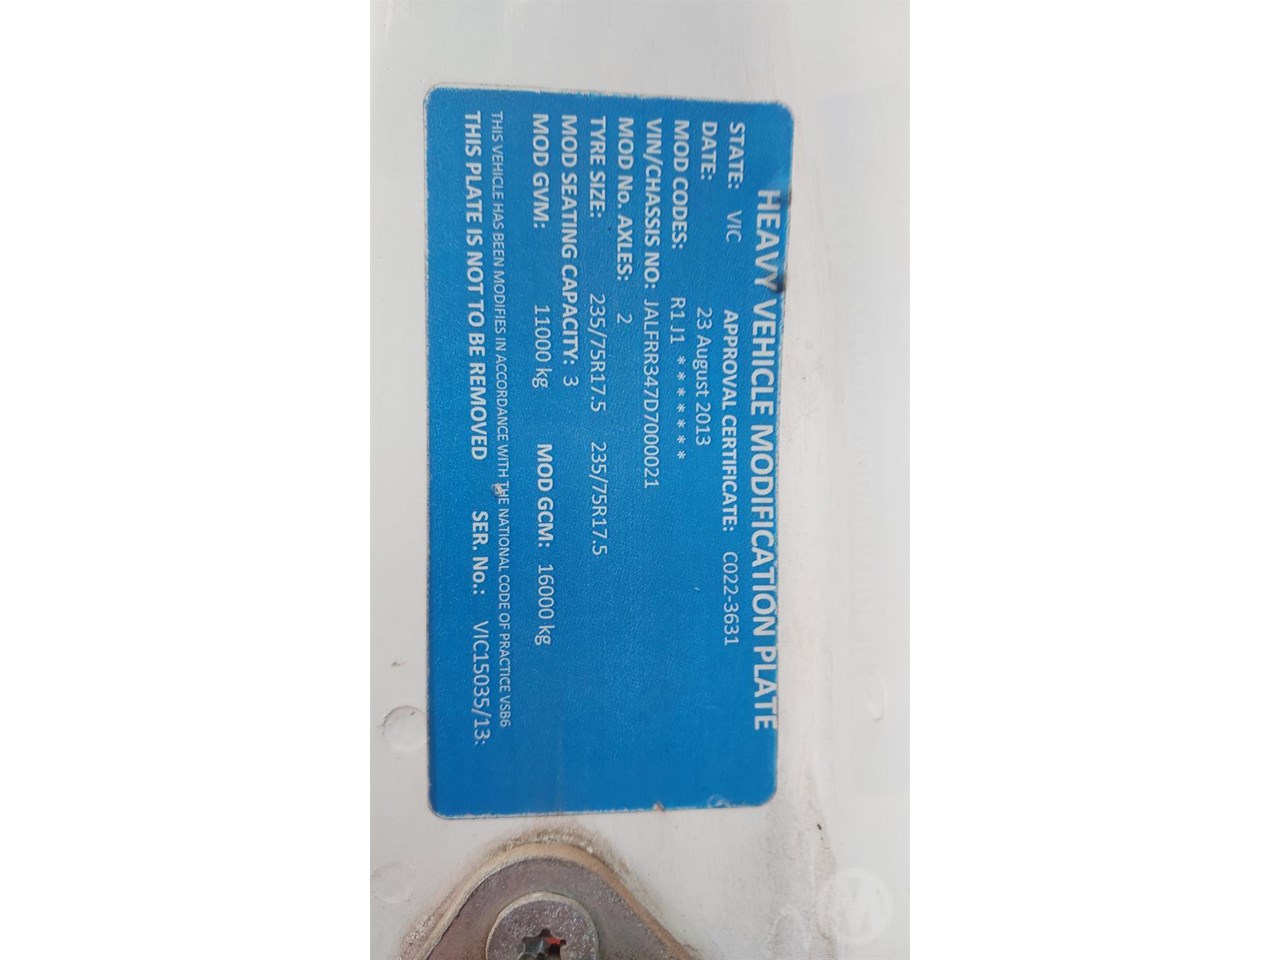 HEAVY VEHICLE MODIFICATION PLATE
STATE: VIC APPROVAL CERTIFICATE: C022-3631
DATE: 23 August 2013
MOD CODES: R1 J1 * * * * * * *
VIN/CHASSIS NO: JALFRR347D7000021
MOD No. AXLES: 2
TYRE SIZE: 235/75R17.5 235/75R17.5
MOD SEATING CAPACITY: 3
MOD GVM: 11000 kg MOD GCM: 16000 kg
THIS VEHICLE HAS BEEN MODIFIES IN ACCORDANCE WITH THE NATIONAL CODE OF PRACTICE VSB6
THIS PLATE IS NOT TO BE REMOVED SER. No.: VIC15035/13: